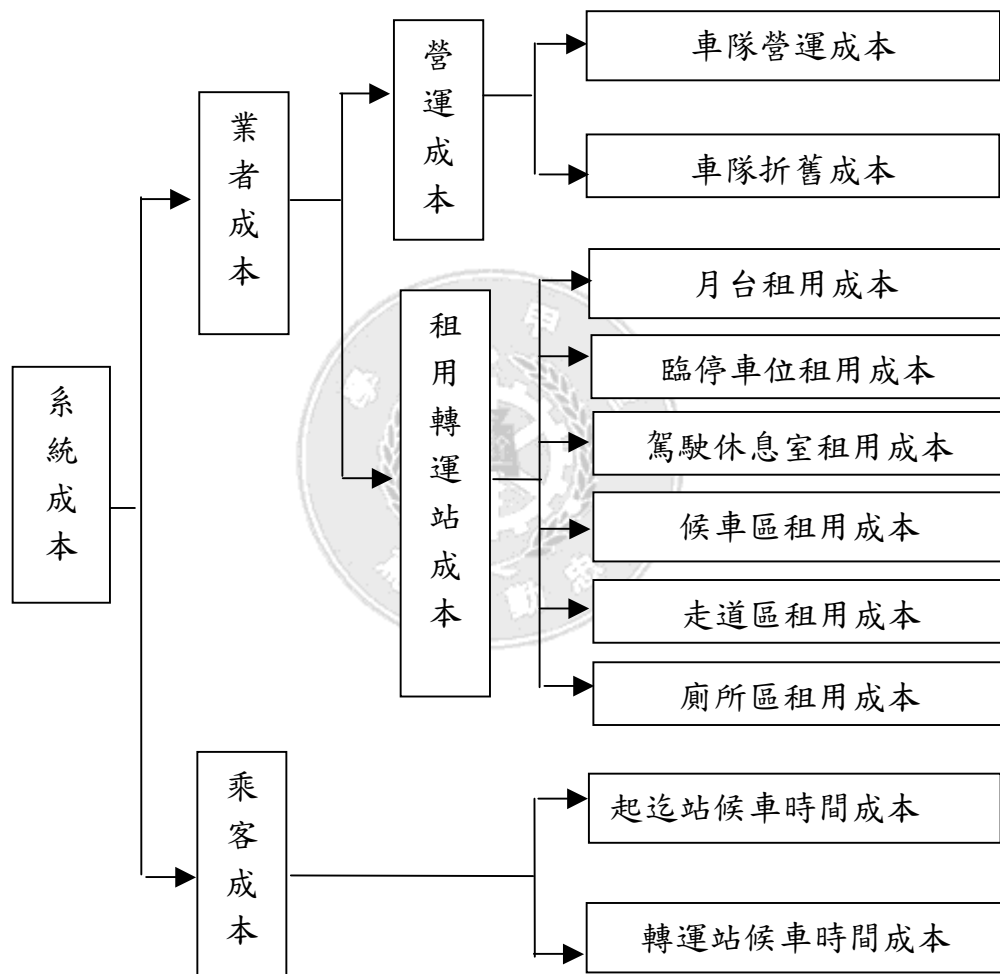 系統成本
業者成本
營運成本
車隊營運成本
車隊折舊成本
租用轉運站成本
月台租用成本
臨停車位租用成本
駕駛休息室租用成本
候車區租用成本
走道區租用成本
廁所區租用成本
乘客成本
起迄站候車時間成本
轉運站候車時間成本